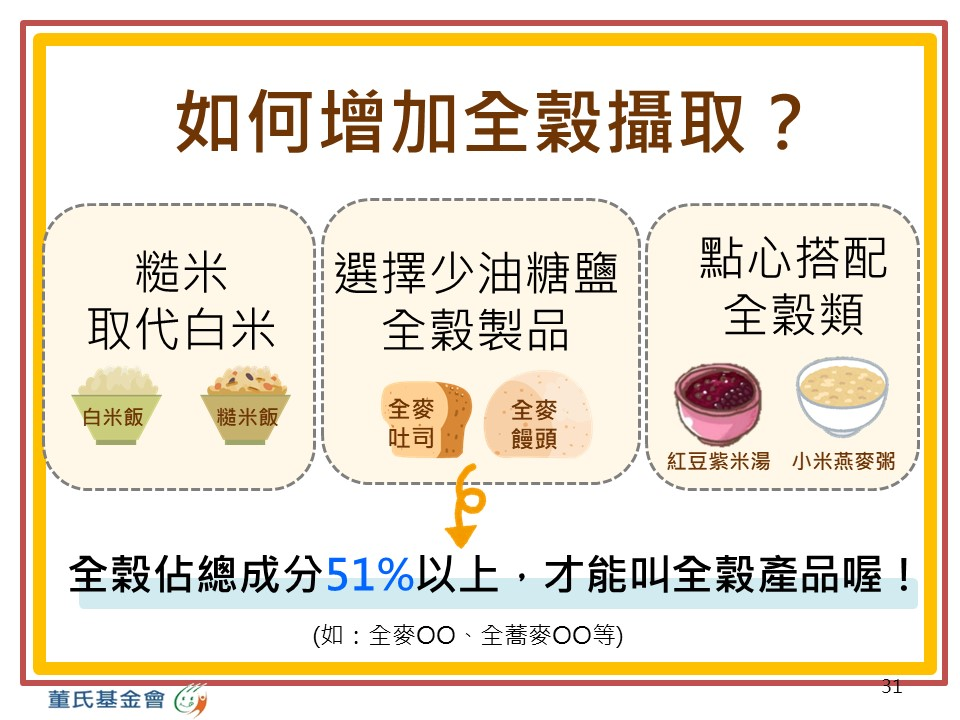 如何增加全穀攝取？
糙米
取代白米
白米飯
糙米飯
選擇少油糖鹽
全穀製品
全麥
吐司
全麥
饅頭
點心搭配
全穀類
紅豆紫米湯
小米燕麥粥
全穀佔總成分51%以上，才能叫全穀產品喔！
(如：全麥OO、全蕎麥OO等)
董氏基金會
31